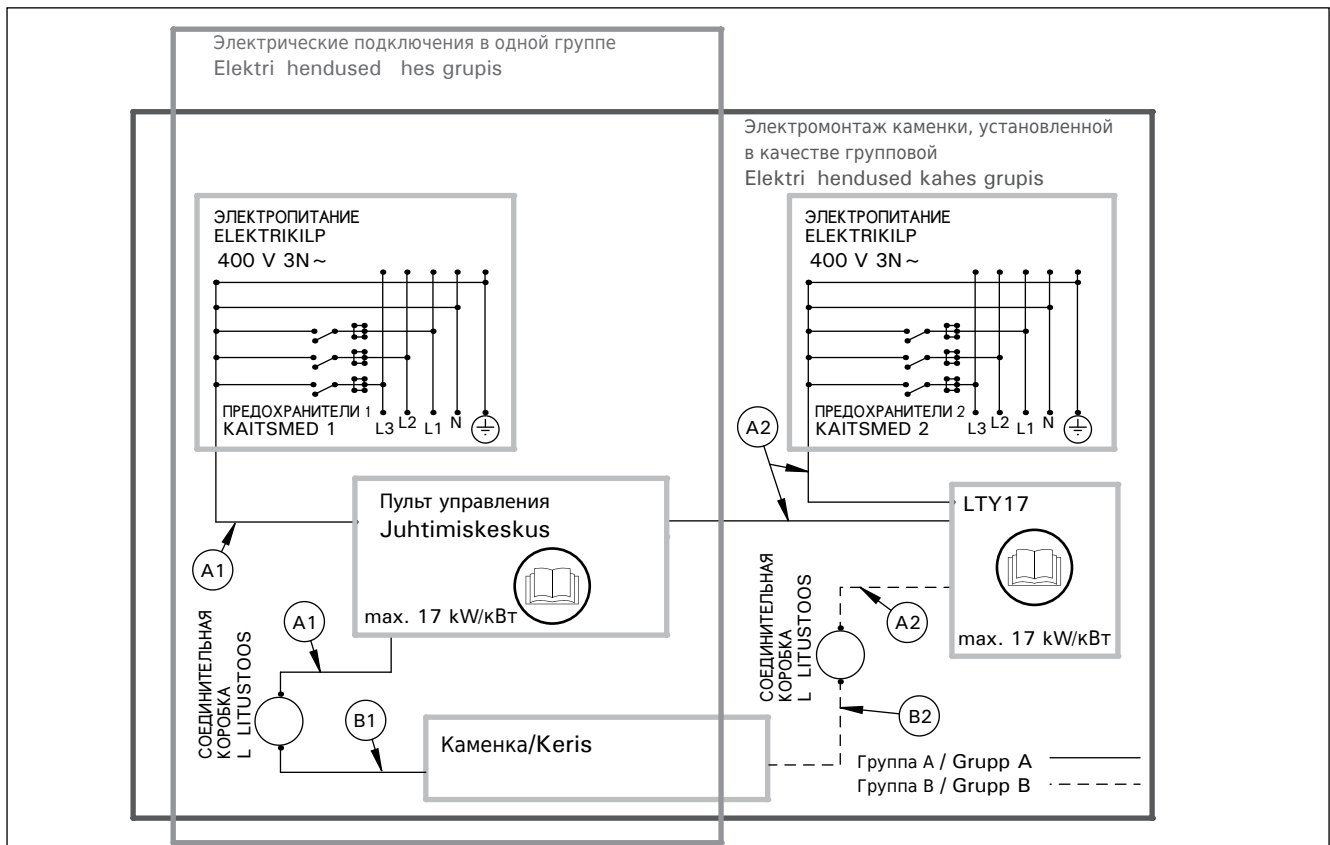 Электрические подключения в одной группе
Elektri hendused hes grupis
Электромонтаж каменки, установленной
в качестве групповой
Elektri hendused kahes grupis
ЭЛЕКТРОПИТАНИЕ
ELEKTRIKILP
400 V 3N~
ПРЕДОХРАНИТЕЛИ 1
KAITSMED 1
L3 L2 L1 N
ЭЛЕКТРОПИТАНИЕ
ELEKTRIKILP
400 V 3N~
ПРЕДОХРАНИТЕЛИ 2
KAITSMED 2
L3 L2 L1 N
A2
A1
Пульт управления
Juhtimiskeskus
max. 17 kW/кВт
LTY17
max. 17 kW/кВт
A1
СОЕДИНИТЕЛЬНАЯ
КОРОБКА
L LITUSTOOS
B1
Каменка/Keris
СОЕДИНИТЕЛЬНАЯ
КОРОБКА
L LITUSTOOS
A2
B2
Группа A / Grupp A
Группа B / Grupp B